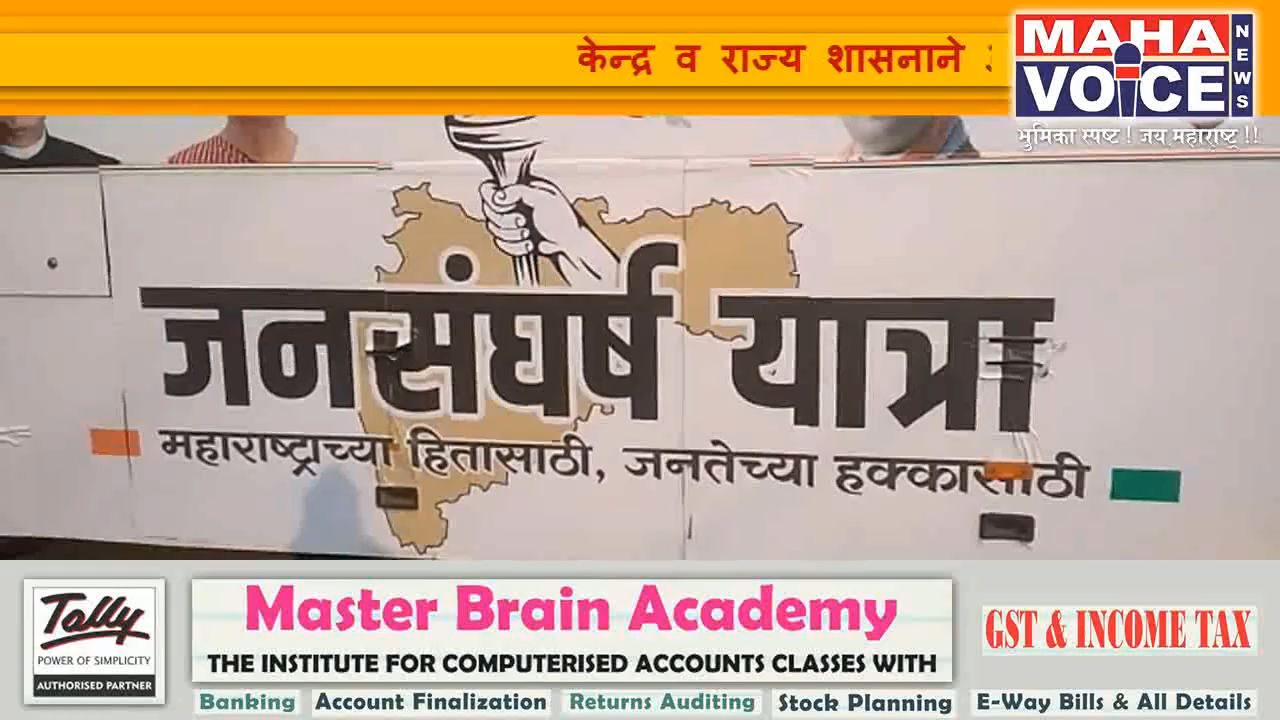 केन्द्र व राज्य शासनाने
MAHA
VOICE
NEWS
भुमिका स्पष्ट ! जय महाराष्ट्र !!
जनसंघर्ष यात्रा
महाराष्ट्राच्या हितासाठी, जनतेच्या हक्कासाठी
Tally
POWER OF SIMPLICITY
AUTHORISED PARTNER
Master Brain Academy
THE INSTITUTE FOR COMPUTERISED ACCOUNTS CLASSES WITH
GST & INCOME TAX
Banking Account Finalization Returns Auditing Stock Planning E-Way Bills & All Details